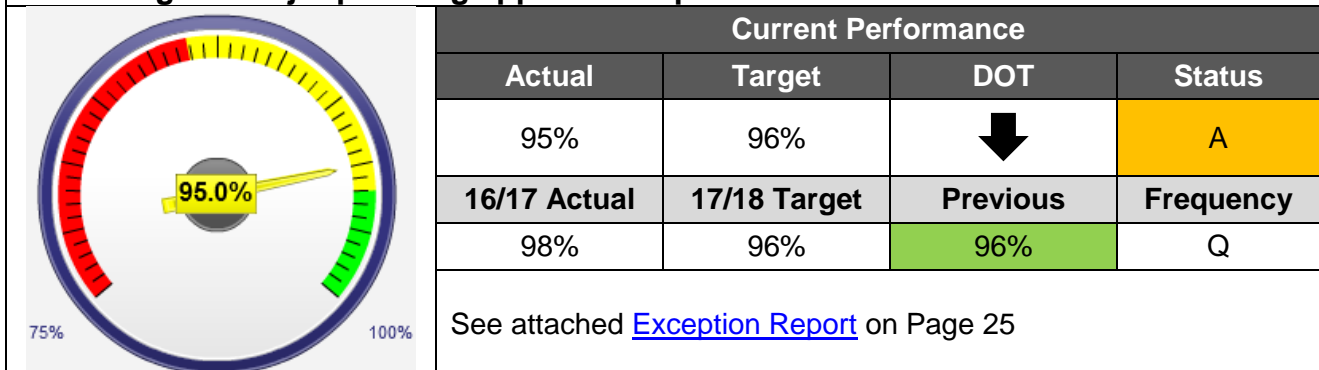 Current Performance
Actual Target DOT Status
95% 96% A
16/17 Actual 17/18 Target Previous Frequency
98% 96% 96% Q
95.0%
75% 100%
See attached Exception Report on Page 25